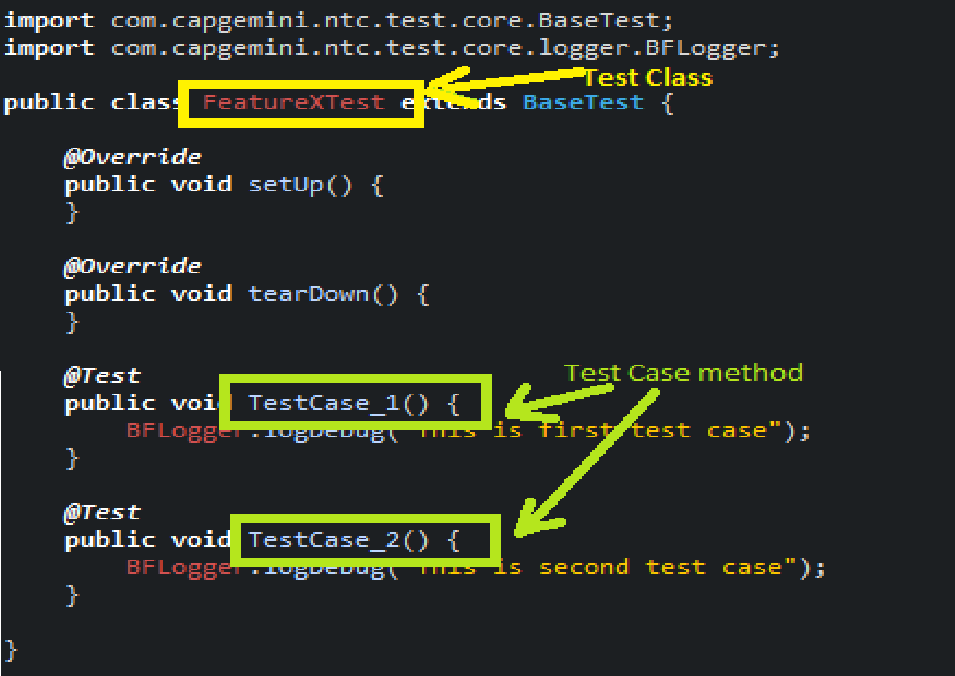 import com.capgemini.ntc.test.core.BaseTest;
import com.capgemini.ntc.test.core.logger.BFLogger;
Test Class
public class FeatureXTest extends BaseTest {
@Override
public void setUp() {
}
@Override
public void tearDown() {
}
@Test
Test Case method
public void TestCase_1() {
BFLogger.logDebug("This is first test case");
}
@Test
public void TestCase_2() {
BFLogger.logDebug("This is second test case");
}
}